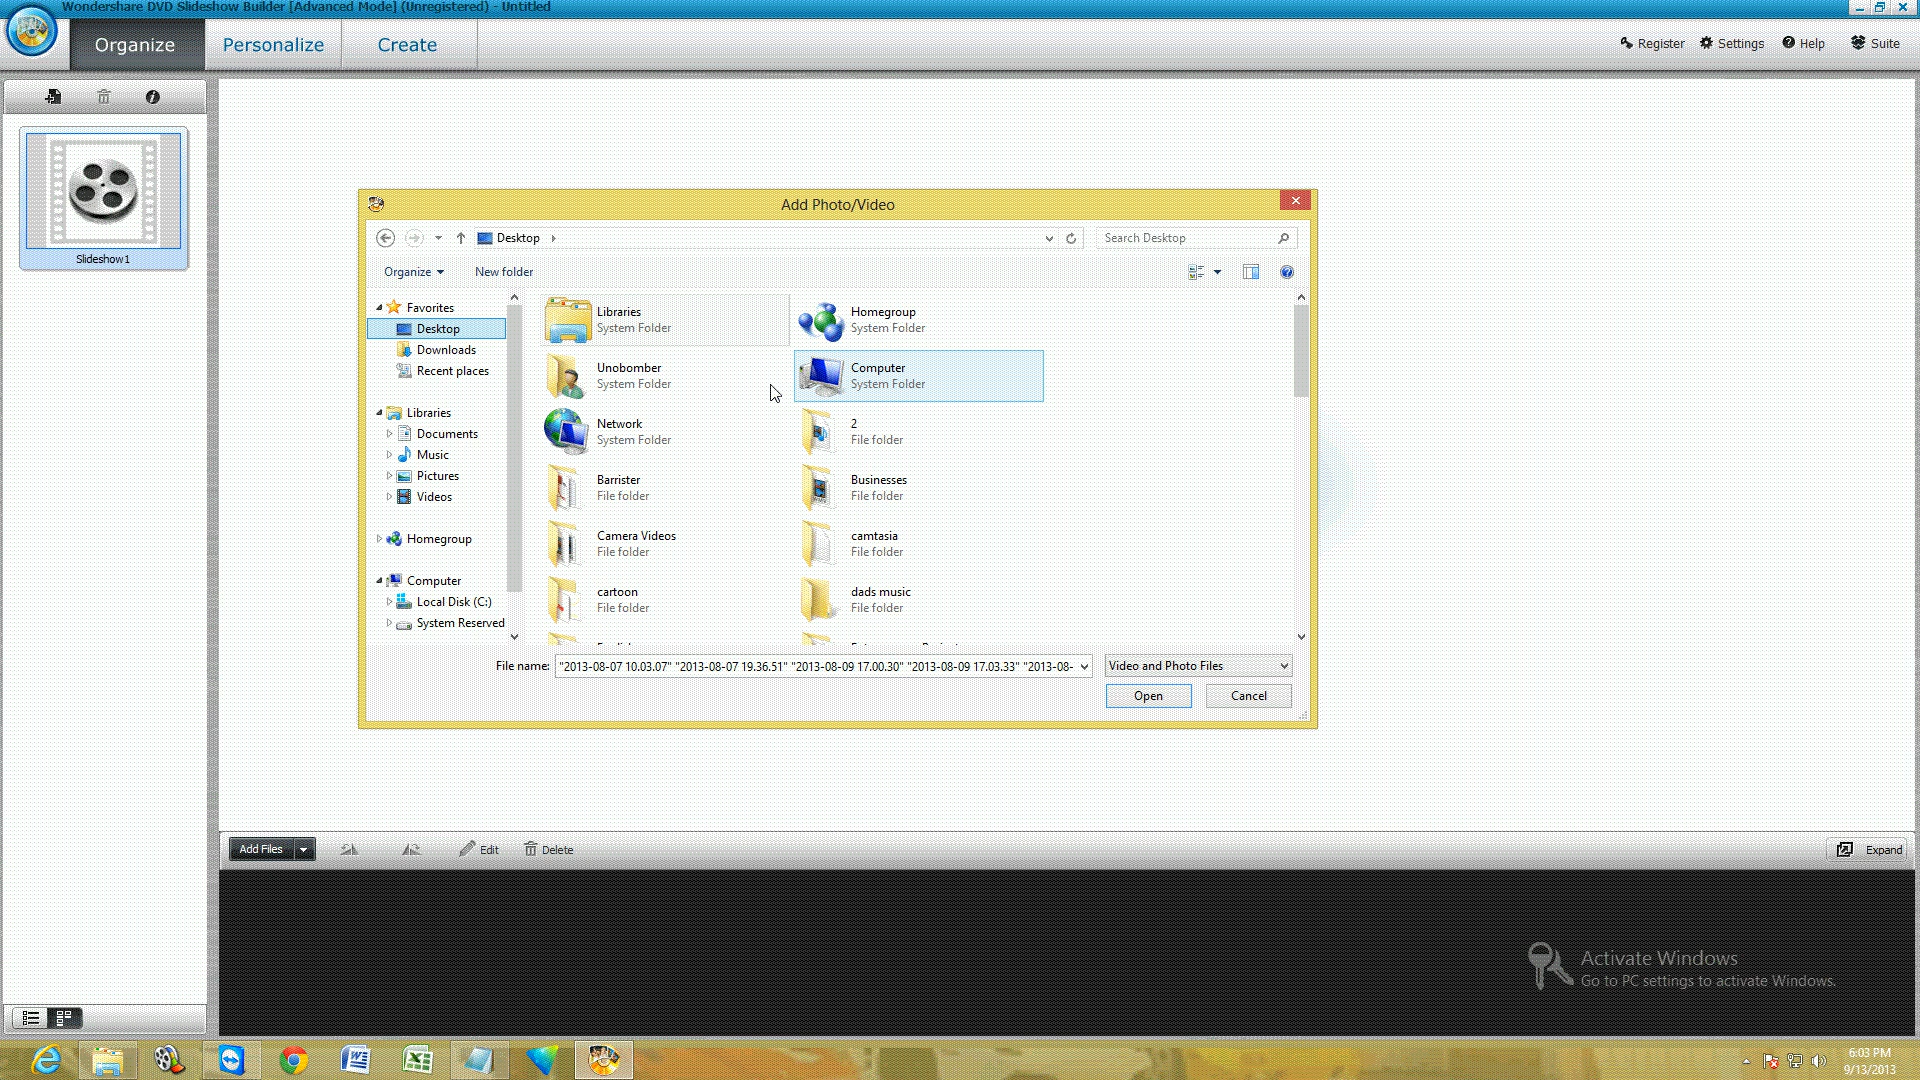 Wondershare DVD Slideshow Builder [Advanced Mode] (Unregistered) - Untitled
Organize
Personalize
Create
Register
Settings
Help
Suite
Slideshow1
Add Photo/Video
Desktop
Search Desktop
Organize
New folder
Favorites
Desktop
Downloads
Recent places
Libraries
Documents
Music
Pictures
Videos
Homegroup
Computer
Local Disk (C:)
System Reserved
Libraries
System Folder
Homegroup
System Folder
Unobomber
System Folder
Computer
System Folder
Network
System Folder
2
File folder
Barrister
File folder
Businesses
File folder
Camera Videos
File folder
camtasia
File folder
cartoon
File folder
dads music
File folder
File name:
"2013-08-07 10.03.07" "2013-08-07 19.36.51" "2013-08-09 17.00.30" "2013-08-09 17.03.33" "2013-08-
Video and Photo Files
Open
Cancel
Add Files
Edit
Delete
Expand
Activate Windows
Go to PC settings to activate Windows.
6:03 PM
9/13/2013